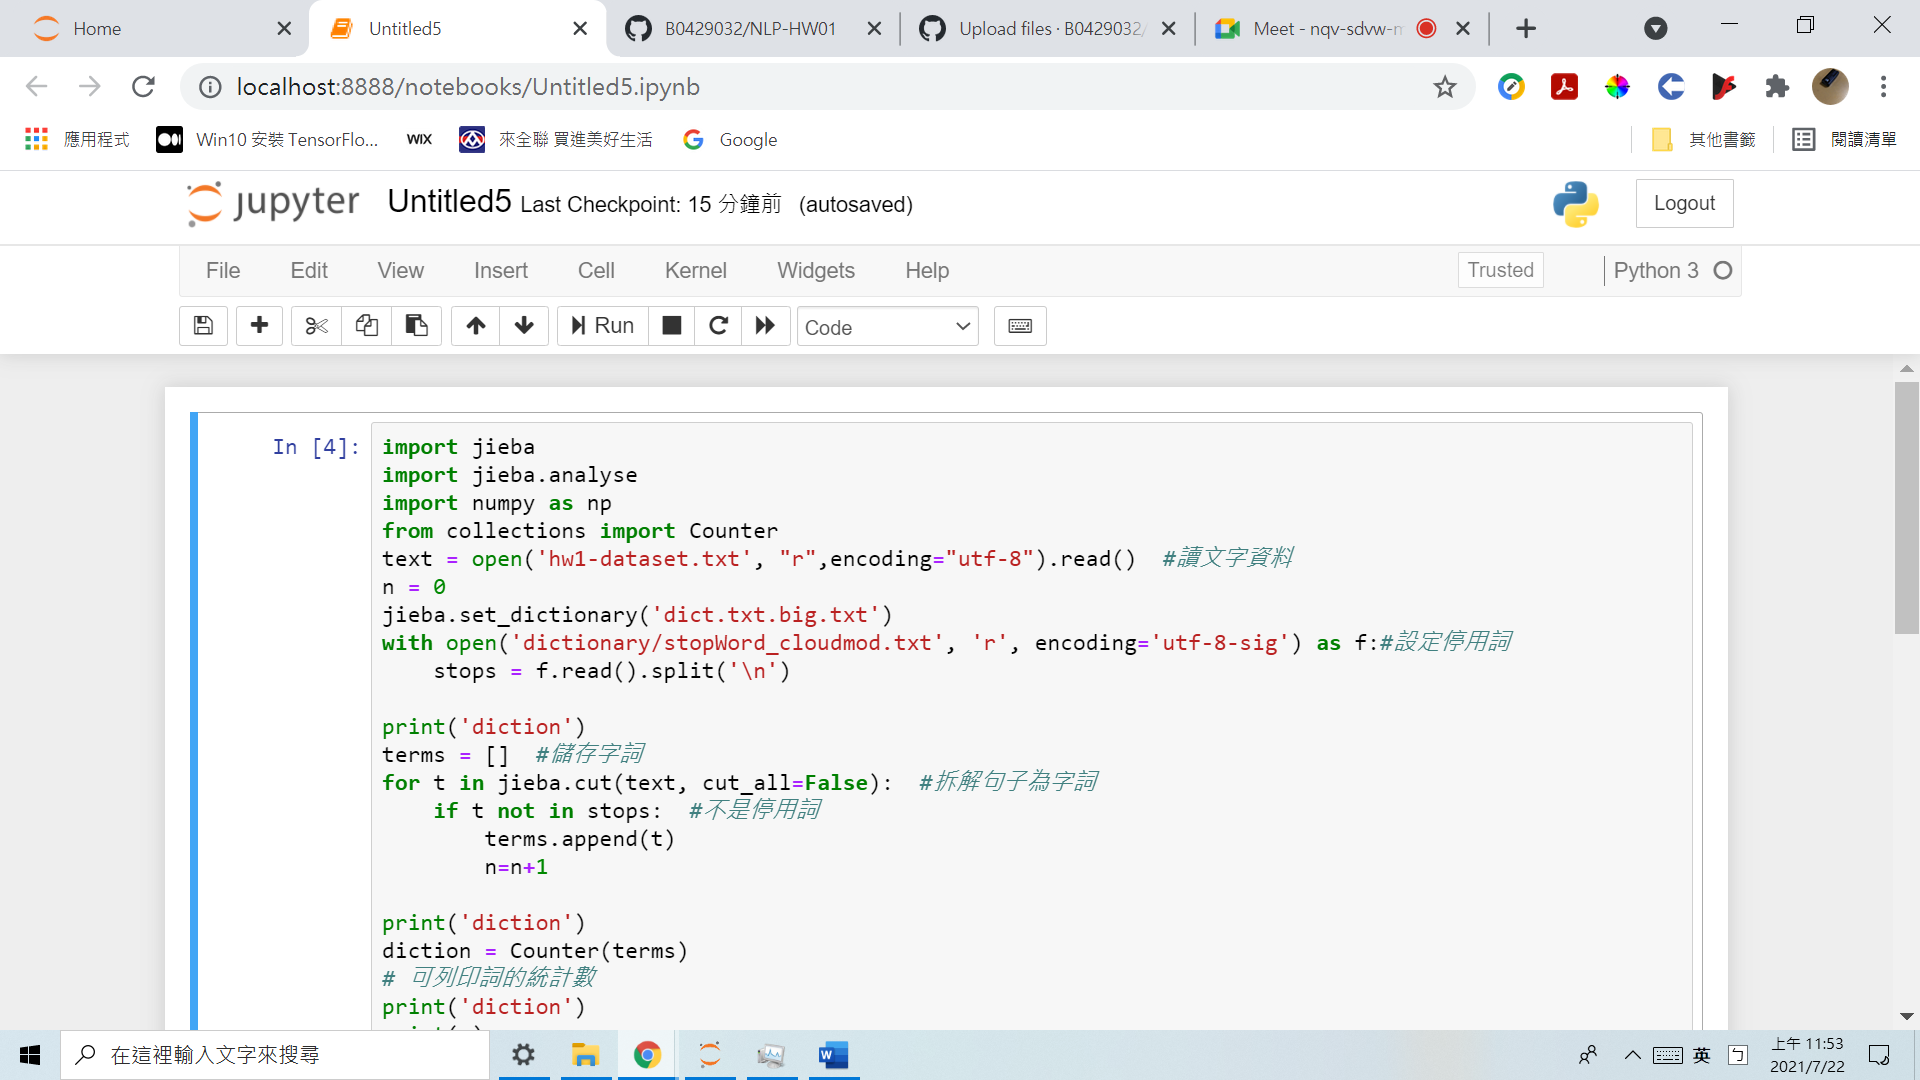 Home
Untitled5
B0429032/NLP-HW01
Upload files · B0429032/
Meet - nqv-sdvw-m
localhost:8888/notebooks/Untitled5.ipynb
應用程式
Win10 安裝 TensorFlo...
WIX
來全聯 買進美好生活
Google
其他書籤
閱讀清單
jupyter
Untitled5 Last Checkpoint: 15 分鐘前 (autosaved)
Logout
File Edit View Insert Cell Kernel Widgets Help
Trusted
Python 3
Run
Code
In [4]:
import jieba
import jieba.analyse
import numpy as np
from collections import Counter
text = open('hw1-dataset.txt', "r",encoding="utf-8").read()  #讀文字資料
n = 0
jieba.set_dictionary('dict.txt.big.txt')
with open('dictionary/stopWord_cloudmod.txt', 'r', encoding='utf-8-sig') as f:#設定停用詞
    stops = f.read().split('\n')
print('diction')
terms = []  #儲存字詞
for t in jieba.cut(text, cut_all=False):  #拆解句子為字詞
    if t not in stops:  #不是停用詞
        terms.append(t)
        n=n+1
print('diction')
diction = Counter(terms)
# 可列印詞的統計數
print('diction')
在這裡輸入文字來搜尋
英
ㄅ
上午 11:53
2021/7/22